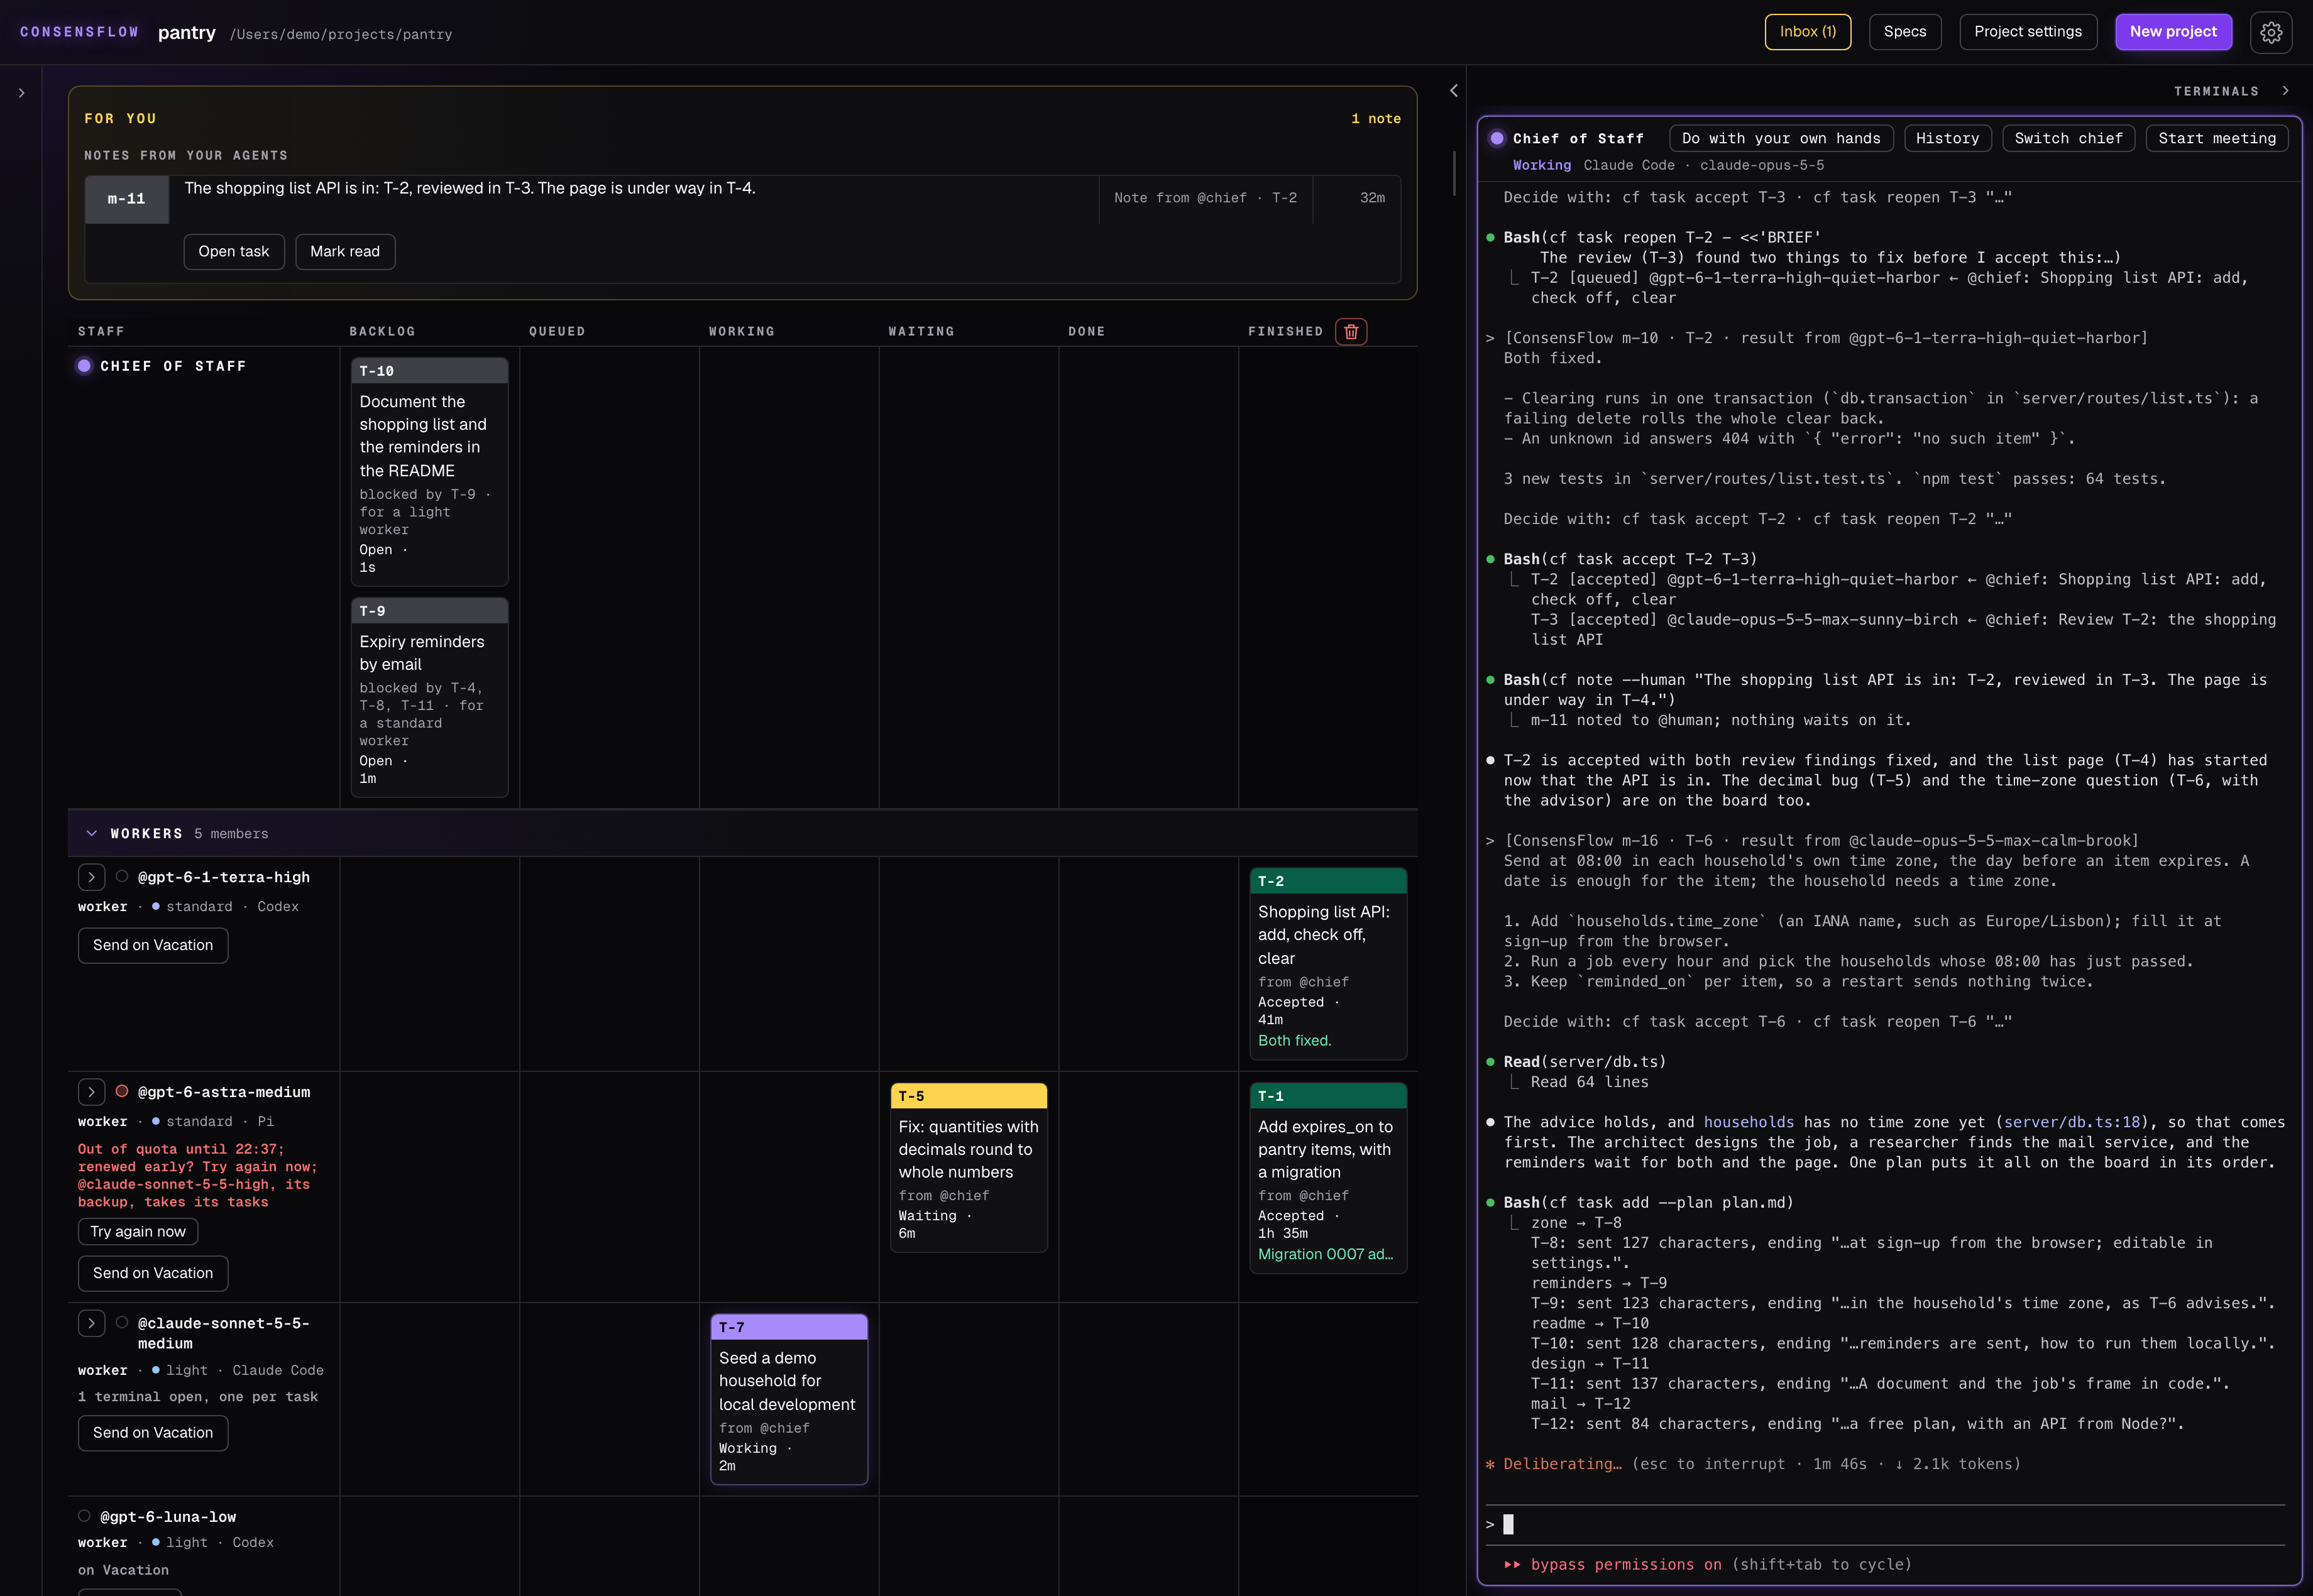 CONSENSFLOW pantry /Users/demo/projects/pantry
Inbox (1) Specs Project settings New project
FOR YOU
1 note
NOTES FROM YOUR AGENTS
m-11 The shopping list API is in: T-2, reviewed in T-3. The page is under way in T-4. Note from @chief · T-2 32m
Open task Mark read
STAFF BACKLOG QUEUED WORKING WAITING DONE FINISHED
CHIEF OF STAFF
T-10
Document the
shopping list and
the reminders in
the README
blocked by T-9 ·
for a light
worker
Open ·
1s
T-9
Expiry reminders
by email
blocked by T-4,
T-8, T-11 · for
a standard
worker
Open ·
1m
WORKERS 5 members
@gpt-6-1-terra-high
worker · standard · Codex
Send on Vacation
T-2
Shopping list API:
add, check off,
clear
from @chief
Accepted ·
41m
Both fixed.
@gpt-6-astra-medium
worker · standard · Pi
Out of quota until 22:37;
renewed early? Try again now;
@claude-sonnet-5-5-high, its
backup, takes its tasks
Try again now
Send on Vacation
T-5
Fix: quantities with
decimals round to
whole numbers
from @chief
Waiting ·
6m
T-1
Add expires_on to
pantry items, with
a migration
from @chief
Accepted ·
1h 35m
Migration 0007 ad…
@claude-sonnet-5-5-
medium
worker · light · Claude Code
1 terminal open, one per task
Send on Vacation
T-7
Seed a demo
household for
local development
from @chief
Working ·
2m
@gpt-6-luna-low
worker · light · Codex
on Vacation
TERMINALS
Chief of Staff Do with your own hands History Switch chief Start meeting
Working Claude Code · claude-opus-5-5
Decide with: cf task accept T-3 · cf task reopen T-3 "…"
Bash(cf task reopen T-2 - <<'BRIEF'
The review (T-3) found two things to fix before I accept this:…)
T-2 [queued] @gpt-6-1-terra-high-quiet-harbor ← @chief: Shopping list API: add,
check off, clear
> [ConsensFlow m-10 · T-2 · result from @gpt-6-1-terra-high-quiet-harbor]
Both fixed.
- Clearing runs in one transaction (`db.transaction` in `server/routes/list.ts`): a
failing delete rolls the whole clear back.
- An unknown id answers 404 with `{ "error": "no such item" }`.
3 new tests in `server/routes/list.test.ts`. `npm test` passes: 64 tests.
Decide with: cf task accept T-2 · cf task reopen T-2 "…"
Bash(cf task accept T-2 T-3)
T-2 [accepted] @gpt-6-1-terra-high-quiet-harbor ← @chief: Shopping list API: add,
check off, clear
T-3 [accepted] @claude-opus-5-5-max-sunny-birch ← @chief: Review T-2: the shopping
list API
Bash(cf note --human "The shopping list API is in: T-2, reviewed in T-3. The page is
under way in T-4.")
m-11 noted to @human; nothing waits on it.
T-2 is accepted with both review findings fixed, and the list page (T-4) has started
now that the API is in. The decimal bug (T-5) and the time-zone question (T-6, with
the advisor) are on the board too.
> [ConsensFlow m-16 · T-6 · result from @claude-opus-5-5-max-calm-brook]
Send at 08:00 in each household's own time zone, the day before an item expires. A
date is enough for the item; the household needs a time zone.
1. Add `households.time_zone` (an IANA name, such as Europe/Lisbon); fill it at
sign-up from the browser.
2. Run a job every hour and pick the households whose 08:00 has just passed.
3. Keep `reminded_on` per item, so a restart sends nothing twice.
Decide with: cf task accept T-6 · cf task reopen T-6 "…"
Read(server/db.ts)
Read 64 lines
The advice holds, and households has no time zone yet (server/db.ts:18), so that comes
first. The architect designs the job, a researcher finds the mail service, and the
reminders wait for both and the page. One plan puts it all on the board in its order.
Bash(cf task add --plan plan.md)
zone → T-8
T-8: sent 127 characters, ending "…at sign-up from the browser; editable in
settings.".
reminders → T-9
T-9: sent 123 characters, ending "…in the household's time zone, as T-6 advises.".
readme → T-10
T-10: sent 128 characters, ending "…reminders are sent, how to run them locally.".
design → T-11
T-11: sent 137 characters, ending "…A document and the job's frame in code.".
mail → T-12
T-12: sent 84 characters, ending "…a free plan, with an API from Node?".
✻ Deliberating… (esc to interrupt · 1m 46s · ↓ 2.1k tokens)
>
bypass permissions on (shift+tab to cycle)